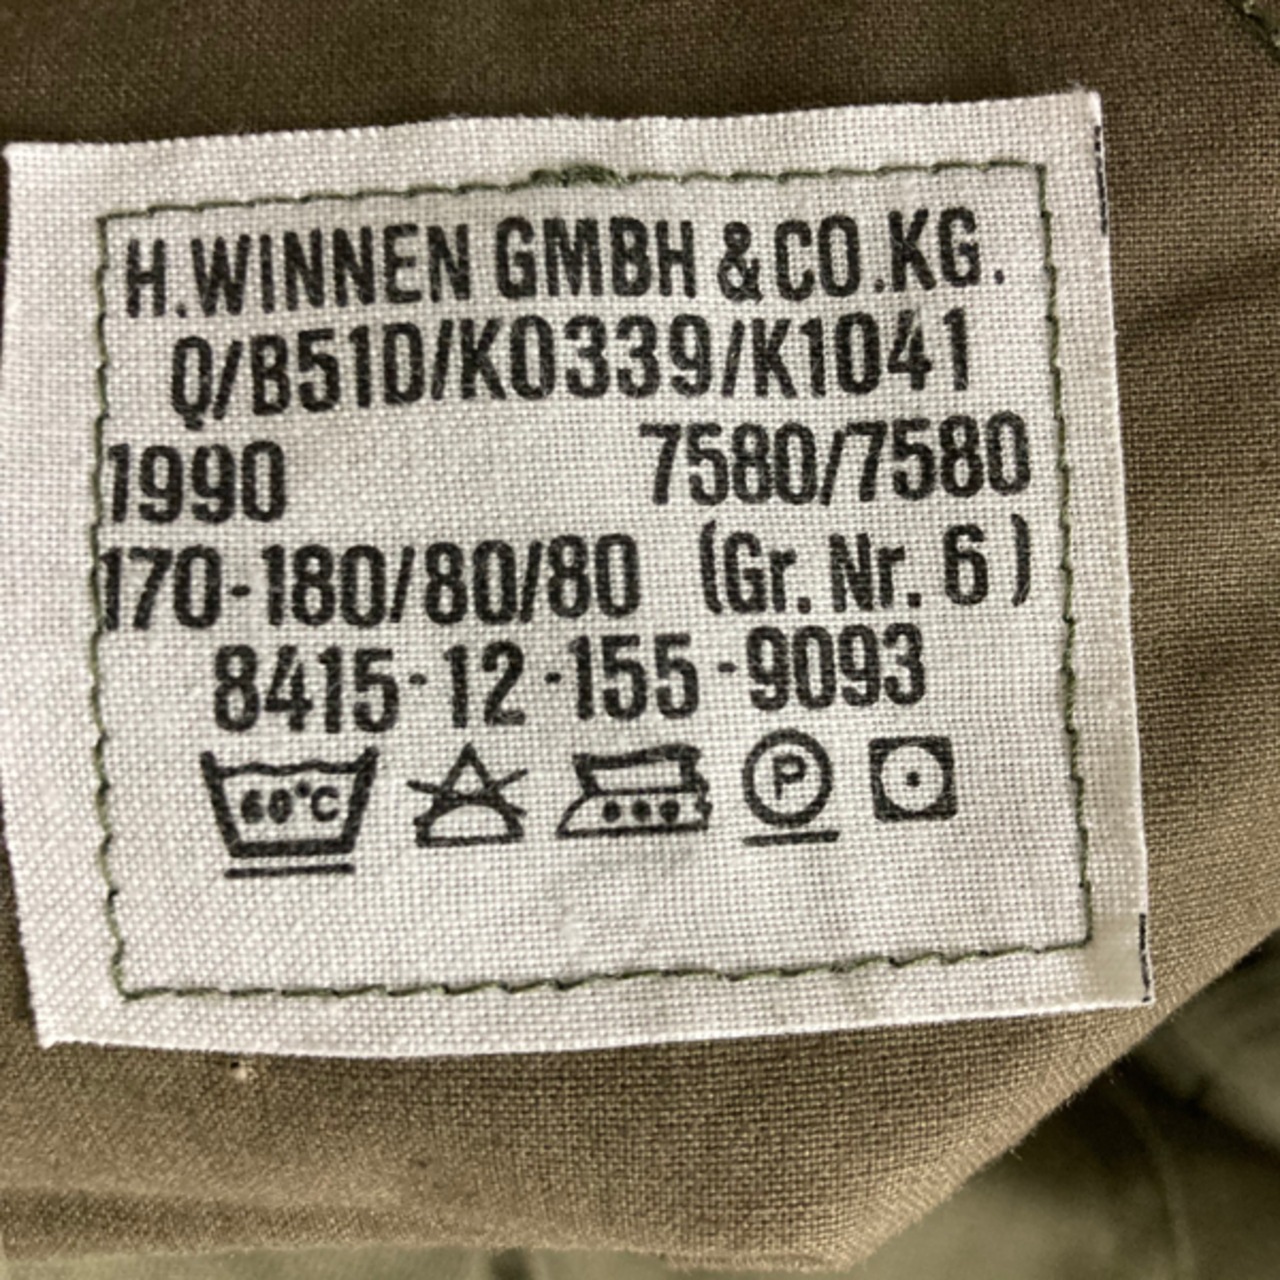 H.WINNEN GMBH & CO.KG.
Q/B51D/K0339/K1041
1990 7580/7580
170-180/80/80 (Gr. Nr. 6)
8415-12-155-9093
60°C P